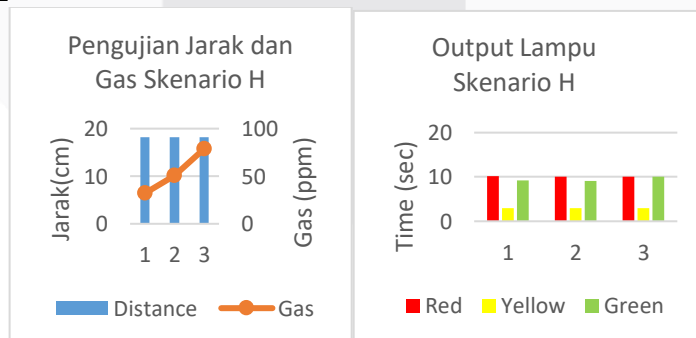 Pengujian Jarak dan
Gas Skenario H
20
10
0
Jarak(cm)
100
50
0
Gas (ppm)
1 2 3
Distance Gas
Output Lampu
Skenario H
20
10
0
Time (sec)
1 2 3
Red Yellow Green